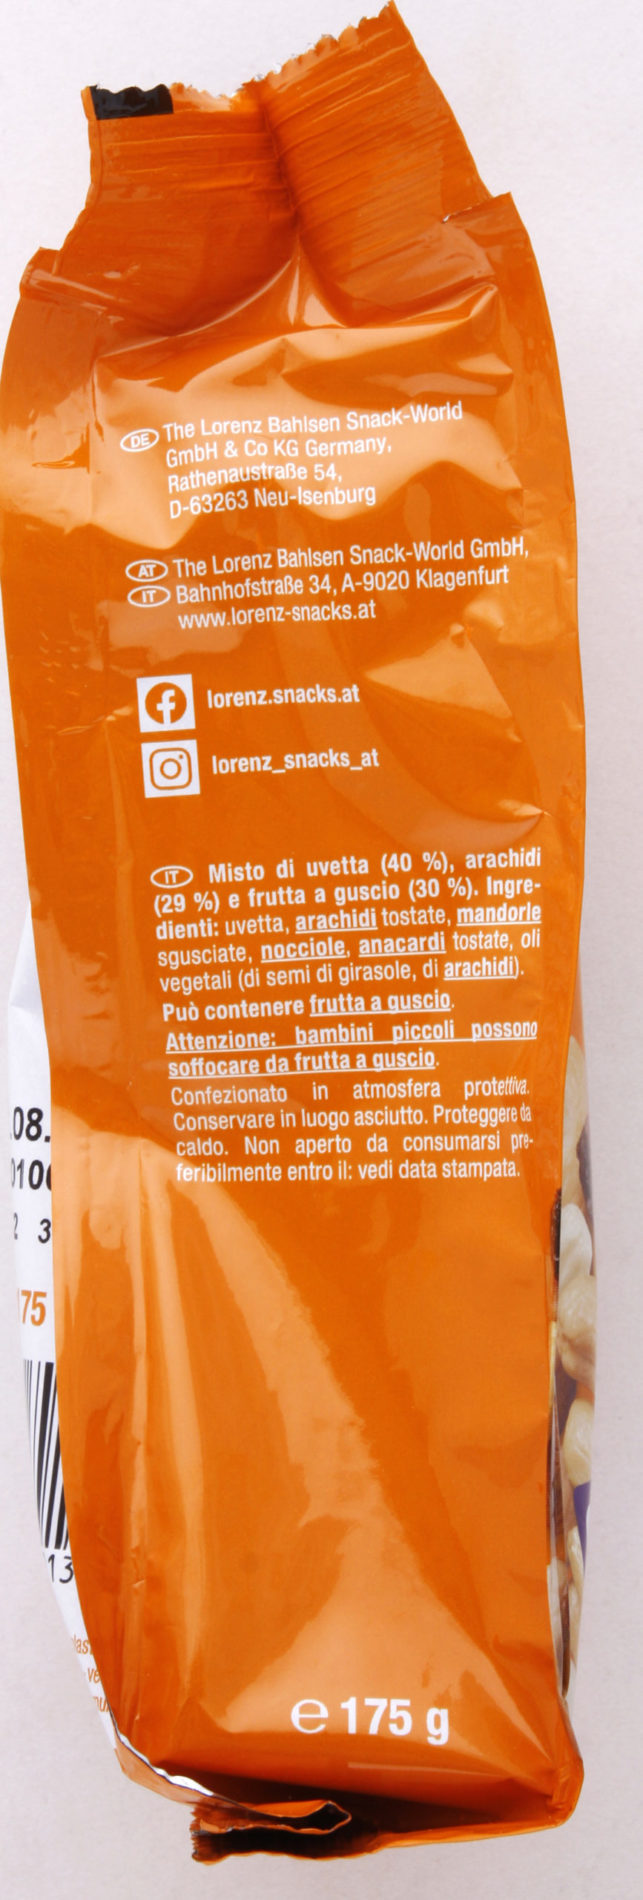 DE The Lorenz Bahlsen Snack-World
GmbH & Co KG Germany,
Rathenaustraße 54,
D-63263 Neu-Isenburg
AT The Lorenz Bahlsen Snack-World GmbH,
IT Bahnhofstraße 34, A-9020 Klagenfurt
www.lorenz-snacks.at
lorenz.snacks.at
lorenz_snacks_at
IT Misto di uvetta (40 %), arachidi
(29 %) e frutta a guscio (30 %). Ingre-
dienti: uvetta, arachidi tostate, mandorle
sgusciate, nocciole, anacardi tostate, oli
vegetali (di semi di girasole, di arachidi).
Può contenere frutta a guscio.
Attenzione: bambini piccoli possono
soffocare da frutta a guscio.
Confezionato in atmosfera protettiva.
Conservare in luogo asciutto. Proteggere da
caldo. Non aperto da consumarsi pre-
feribilmente entro il: vedi data stampata.
.08.
2 3
75
13
e 175 g